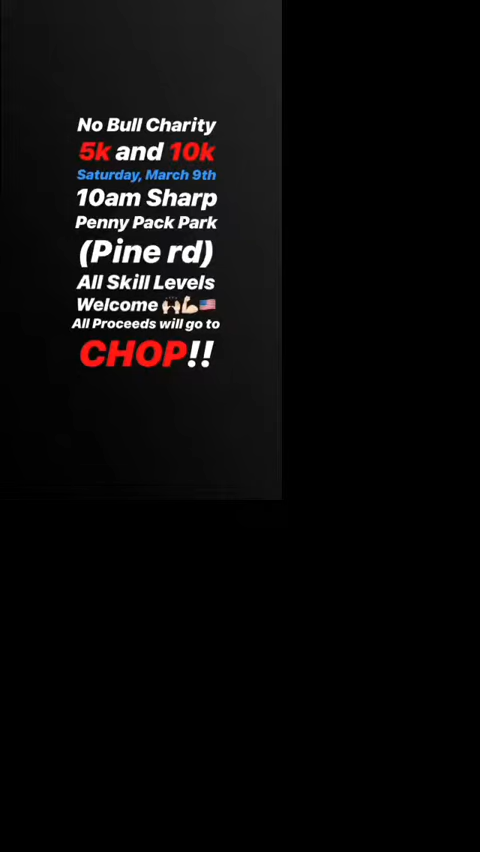 No Bull Charity
5k and 10k
Saturday, March 9th
10am Sharp
Penny Pack Park
(Pine rd)
All Skill Levels
Welcome 🙌🏻💪🏻🇺🇸
All Proceeds will go to
CHOP!!